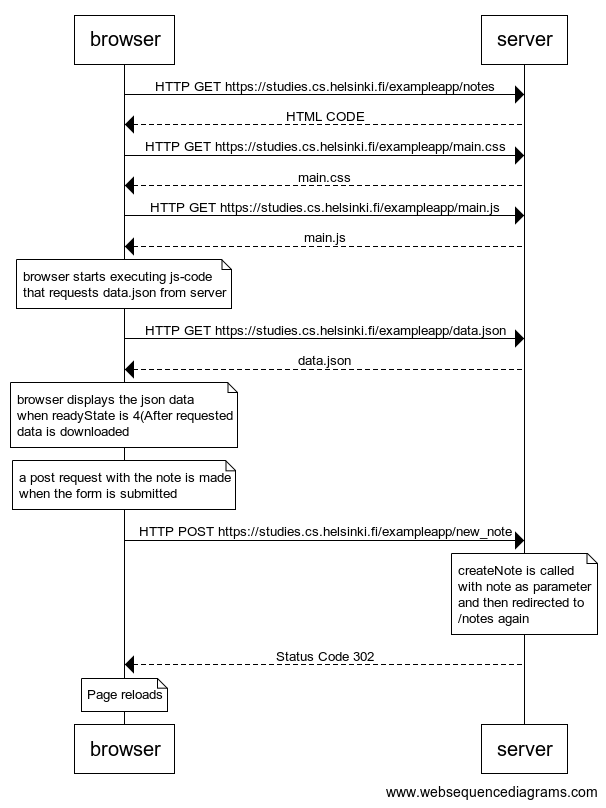 browser
server
HTTP GET https://studies.cs.helsinki.fi/exampleapp/notes
HTML CODE
HTTP GET https://studies.cs.helsinki.fi/exampleapp/main.css
main.css
HTTP GET https://studies.cs.helsinki.fi/exampleapp/main.js
main.js
browser starts executing js-code
that requests data.json from server
HTTP GET https://studies.cs.helsinki.fi/exampleapp/data.json
data.json
browser displays the json data
when readyState is 4(After requested
data is downloaded
a post request with the note is made
when the form is submitted
HTTP POST https://studies.cs.helsinki.fi/exampleapp/new_note
createNote is called
with note as parameter
and then redirected to
/notes again
Status Code 302
Page reloads
browser
server
www.websequencediagrams.com